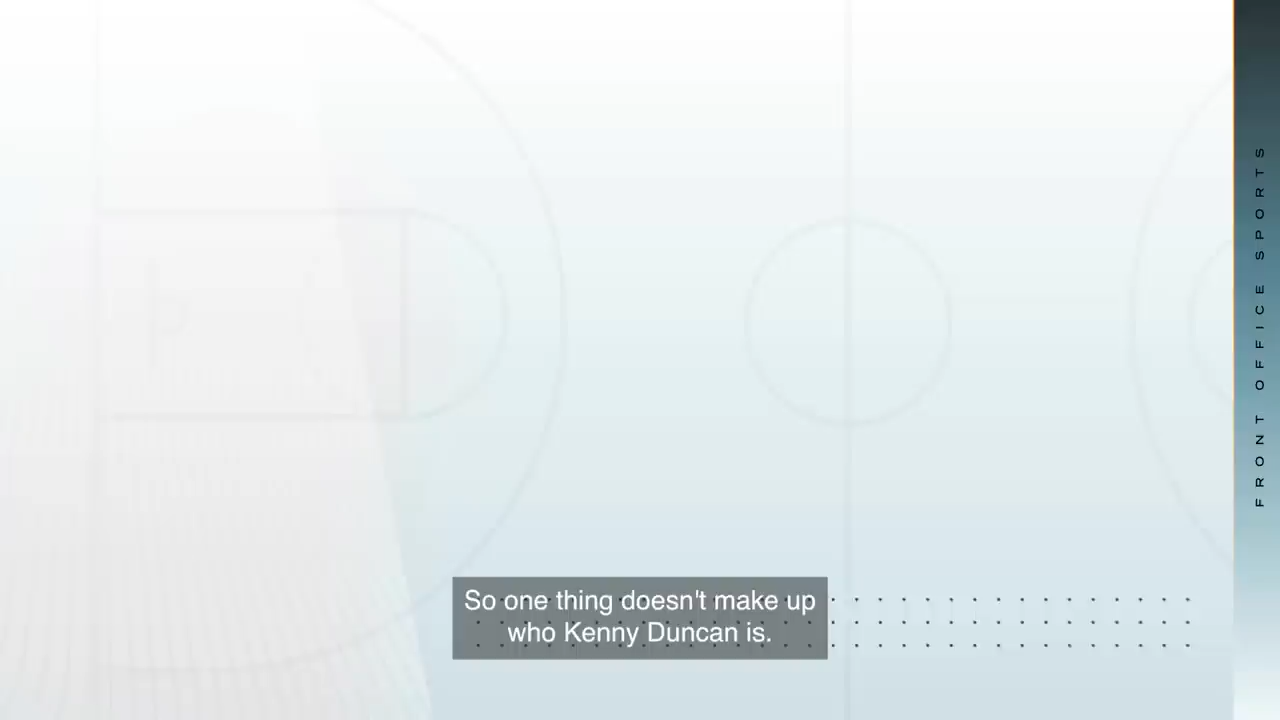 So one thing doesn't make up
who Kenny Duncan is.
FRONT OFFICE SPORTS